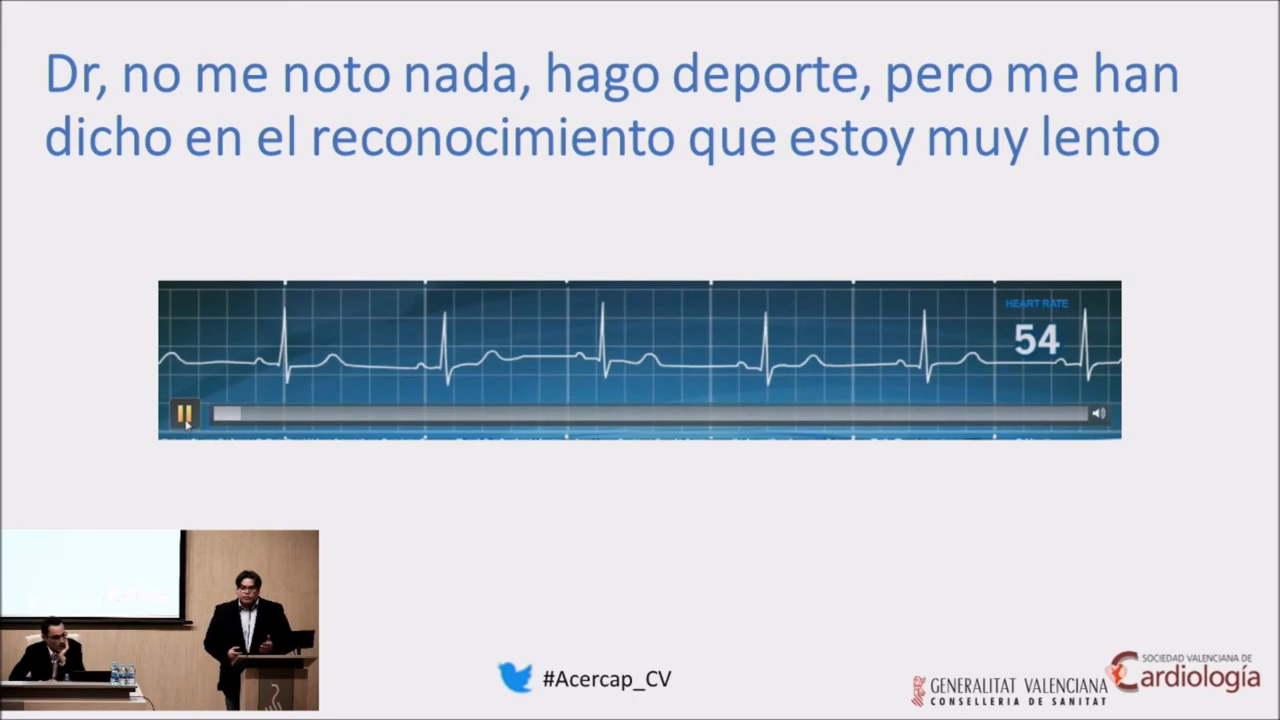 Dr, no me noto nada, hago deporte, pero me han
dicho en el reconocimiento que estoy muy lento
HEART RATE
54
#Acercap_CV
GENERALITAT VALENCIANA
CONSELLERIA DE SANITAT
SOCIEDAD VALENCIANA DE
Cardiología